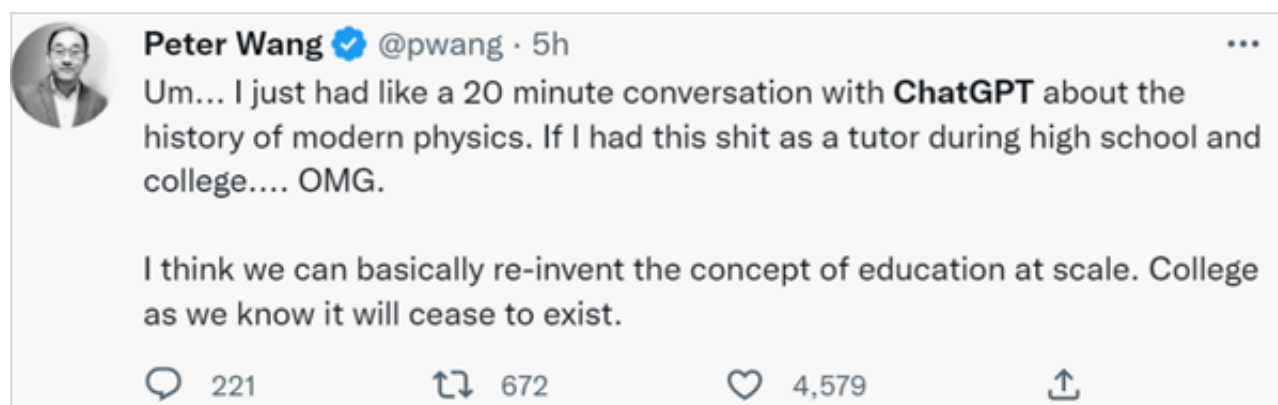 Peter Wang @pwang · 5h
Um... I just had like a 20 minute conversation with ChatGPT about the
history of modern physics. If I had this shit as a tutor during high school and
college.... OMG.
I think we can basically re-invent the concept of education at scale. College
as we know it will cease to exist.
221 672 4,579